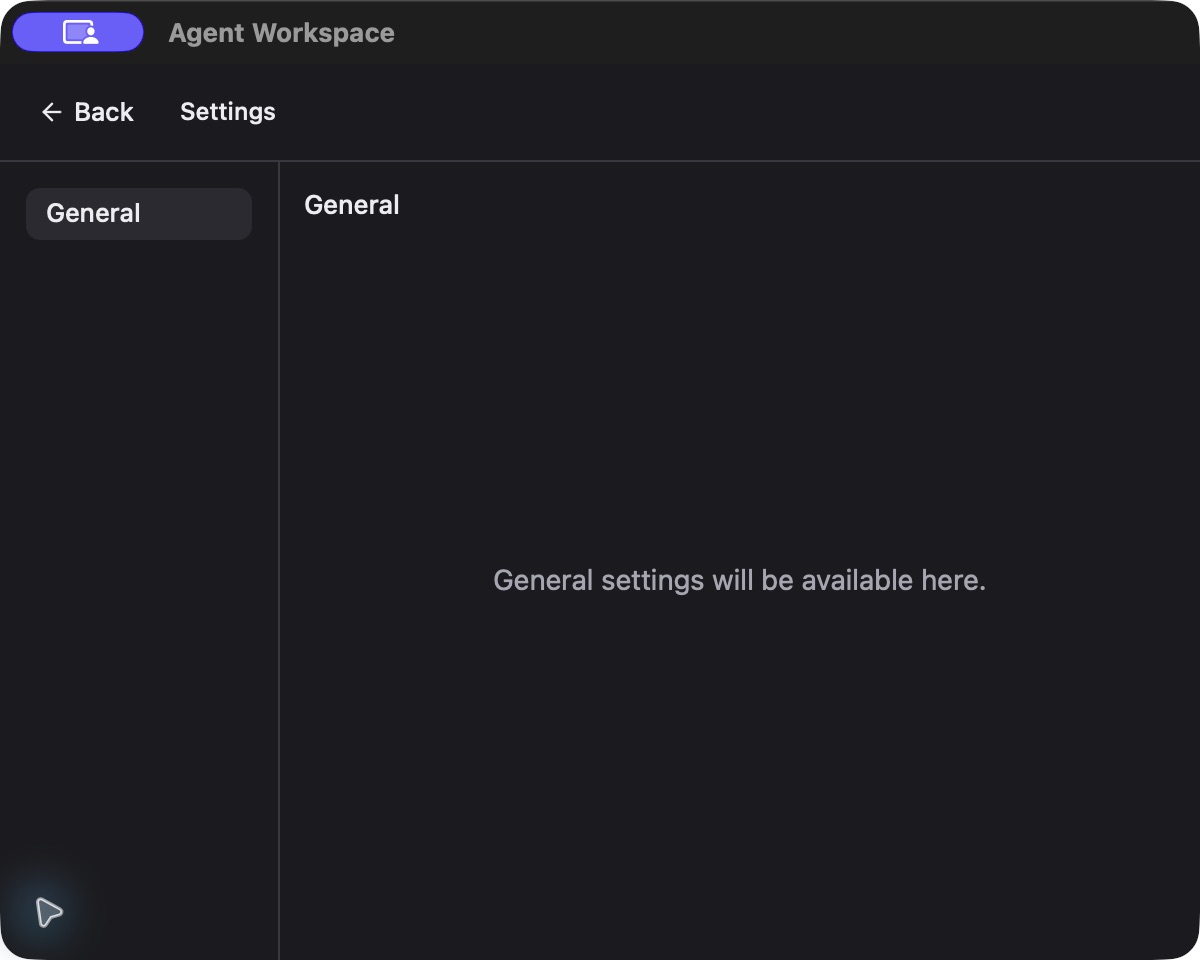 Agent Workspace
Back
Settings
General
General
General settings will be available here.